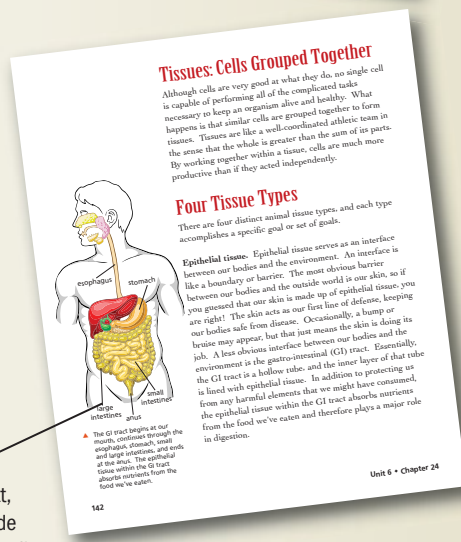 Tissues: Cells Grouped Together
Although cells are very good at what they do, no single cell
is capable of performing all of the complicated tasks
necessary to keep an organism alive and healthy. What
happens is that similar cells are grouped together to form
tissues. Tissues are like a well-coordinated athletic team in
the sense that the whole is greater than the sum of its parts.
By working together within a tissue, cells are much more
productive than if they acted independently.
Four Tissue Types
There are four distinct animal tissue types, and each type
accomplishes a specific goal or set of goals.
Epithelial tissue. Epithelial tissue serves as an interface
between our bodies and the environment. An interface is
like a boundary or barrier. The most obvious barrier
between our bodies and the outside world is our skin, so if
you guessed that our skin is made up of epithelial tissue, you
are right! The skin acts as our first line of defense, keeping
our bodies safe from disease. Occasionally, a bump or
bruise may appear, but that just means the skin is doing its
job. A less obvious interface between our bodies and the
environment is the gastro-intestinal (GI) tract. Essentially,
the GI tract is a hollow tube, and the inner layer of that tube
is lined with epithelial tissue. In addition to protecting us
from any harmful elements that we might have consumed,
the epithelial tissue within the GI tract absorbs nutrients
from the food we've eaten and therefore plays a major role
in digestion.
esophagus
stomach
small
intestines
large
intestines
anus
The GI tract begins at our
mouth, continues through the
esophagus, stomach, small
and large intestines, and ends
at the anus. The epithelial
tissue within the GI tract
absorbs nutrients from the
food we've eaten.
142
Unit 6 • Chapter 24